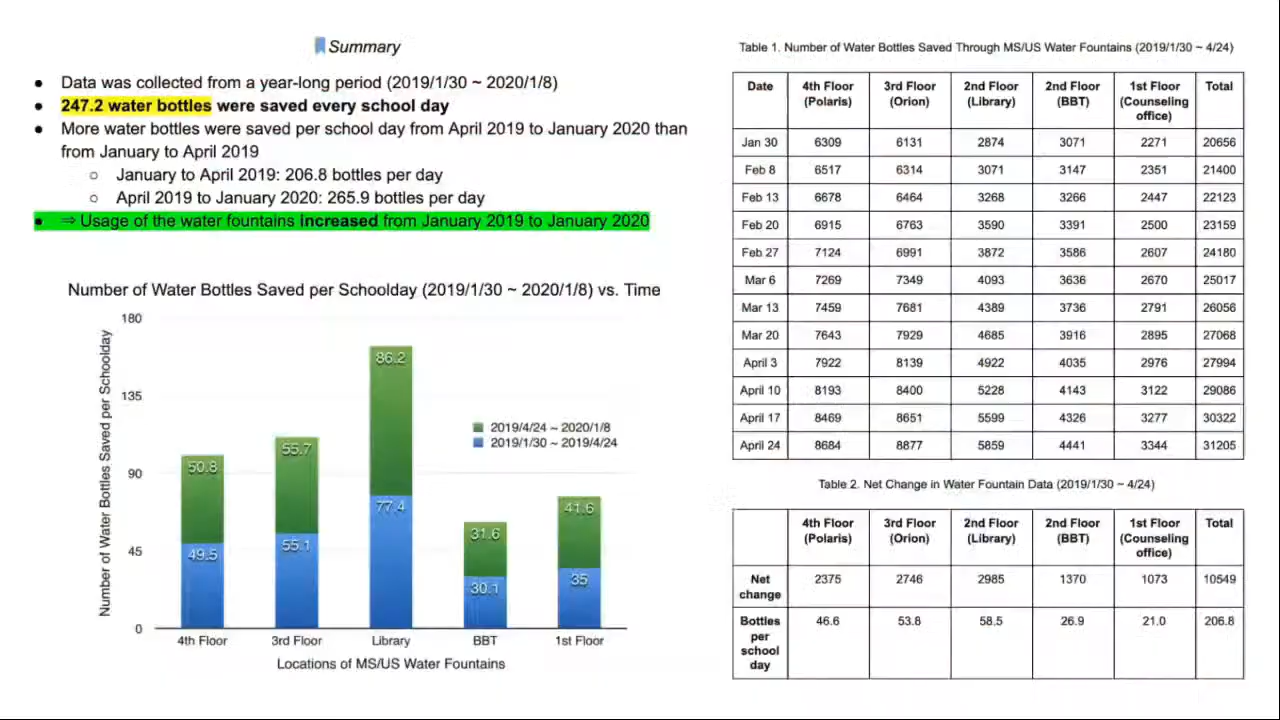 Summary
● Data was collected from a year-long period (2019/1/30 ~ 2020/1/8)
● 247.2 water bottles were saved every school day
● More water bottles were saved per school day from April 2019 to January 2020 than
from January to April 2019
○ January to April 2019: 206.8 bottles per day
○ April 2019 to January 2020: 265.9 bottles per day
● ⇒ Usage of the water fountains increased from January 2019 to January 2020
Number of Water Bottles Saved per Schoolday (2019/1/30 ~ 2020/1/8) vs. Time
Number of Water Bottles Saved per Schoolday
180
135
90
45
0
50.8
49.5
55.7
55.1
86.2
77.4
31.6
30.1
41.6
35
2019/4/24 ~ 2020/1/8
2019/1/30 ~ 2019/4/24
4th Floor 3rd Floor Library BBT 1st Floor
Locations of MS/US Water Fountains
Table 1. Number of Water Bottles Saved Through MS/US Water Fountains (2019/1/30 ~ 4/24)
Date 4th Floor 3rd Floor 2nd Floor 2nd Floor 1st Floor Total
(Polaris) (Orion) (Library) (BBT) (Counseling
office)
Jan 30 6309 6131 2874 3071 2271 20656
Feb 8 6517 6314 3071 3147 2351 21400
Feb 13 6678 6464 3268 3266 2447 22123
Feb 20 6915 6763 3590 3391 2500 23159
Feb 27 7124 6991 3872 3586 2607 24180
Mar 6 7269 7349 4093 3636 2670 25017
Mar 13 7459 7681 4389 3736 2791 26056
Mar 20 7643 7929 4685 3916 2895 27068
April 3 7922 8139 4922 4035 2976 27994
April 10 8193 8400 5228 4143 3122 29086
April 17 8469 8651 5599 4326 3277 30322
April 24 8684 8877 5859 4441 3344 31205
Table 2. Net Change in Water Fountain Data (2019/1/30 ~ 4/24)
4th Floor 3rd Floor 2nd Floor 2nd Floor 1st Floor Total
(Polaris) (Orion) (Library) (BBT) (Counseling
office)
Net 2375 2746 2985 1370 1073 10549
change
Bottles 46.6 53.8 58.5 26.9 21.0 206.8
per
school
day